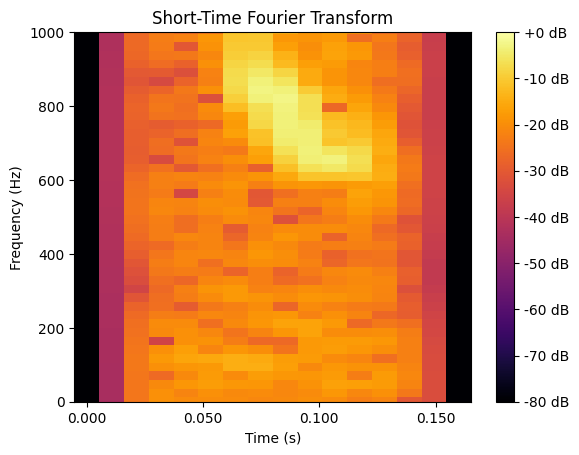 Short-Time Fourier Transform
1000
800
600
400
200
0
Frequency (Hz)
0.000
0.050
0.100
0.150
Time (s)
+0 dB
-10 dB
-20 dB
-30 dB
-40 dB
-50 dB
-60 dB
-70 dB
-80 dB